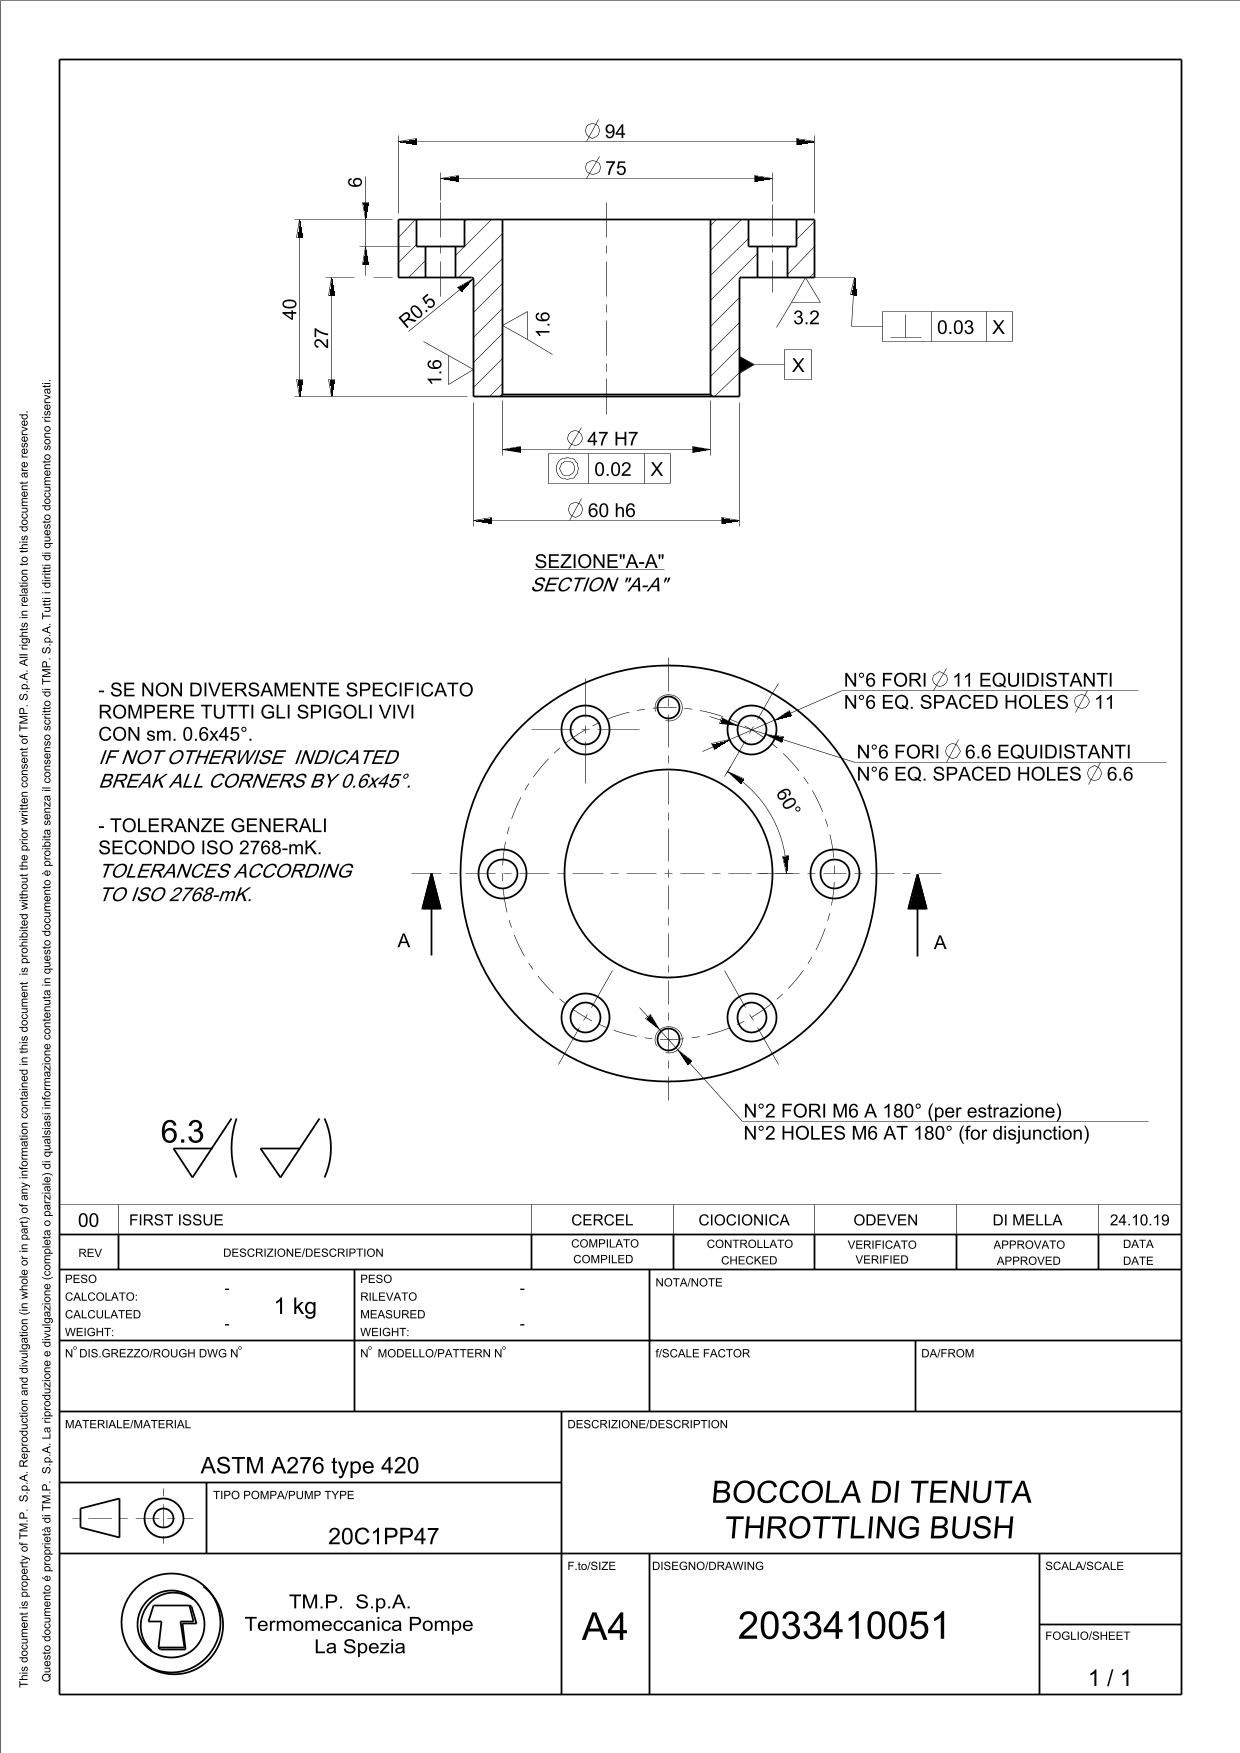 Ø 94
Ø 75
6
40
27
R0.5
1.6
1.6
3.2
⊥ 0.03 X
X
Ø 47 H7
◎ 0.02 X
Ø 60 h6
SEZIONE"A-A"
SECTION "A-A"
- SE NON DIVERSAMENTE SPECIFICATO
ROMPERE TUTTI GLI SPIGOLI VIVI
CON sm. 0.6x45°.
IF NOT OTHERWISE INDICATED
BREAK ALL CORNERS BY 0.6x45°.
- TOLERANZE GENERALI
SECONDO ISO 2768-mK.
TOLERANCES ACCORDING
TO ISO 2768-mK.
N°6 FORI Ø 11 EQUIDISTANTI
N°6 EQ. SPACED HOLES Ø 11
N°6 FORI Ø 6.6 EQUIDISTANTI
N°6 EQ. SPACED HOLES Ø 6.6
60°
A
A
N°2 FORI M6 A 180° (per estrazione)
N°2 HOLES M6 AT 180° (for disjunction)
6.3 ( )
This document is property of TM.P. S.p.A. Reproduction and divulgation (in whole or in part) of any information contained in this document is prohibited without the prior written consent of TMP. S.p.A. All rights in relation to this document are reserved.
Questo documento é proprietà di TM.P. S.p.A. La riproduzione e divulgazione (completa o parziale) di qualsiasi informazione contenuta in questo documento è proibita senza il consenso scritto di TMP. S.p.A. Tutti i diritti di questo documento sono riservati.
00 FIRST ISSUE CERCEL CIOCIONICA ODEVEN DI MELLA 24.10.19
REV DESCRIZIONE/DESCRIPTION COMPILATO CONTROLLATO VERIFICATO APPROVATO DATA
COMPILED CHECKED VERIFIED APPROVED DATE
PESO
CALCOLATO: -
CALCULATED 1 kg
WEIGHT: -
PESO
RILEVATO -
MEASURED
WEIGHT: -
NOTA/NOTE
N° DIS.GREZZO/ROUGH DWG N°
N° MODELLO/PATTERN N°
f/SCALE FACTOR
DA/FROM
MATERIALE/MATERIAL
ASTM A276 type 420
DESCRIZIONE/DESCRIPTION
BOCCOLA DI TENUTA
THROTTLING BUSH
TIPO POMPA/PUMP TYPE
20C1PP47
TM.P. S.p.A.
Termomeccanica Pompe
La Spezia
F.to/SIZE
A4
DISEGNO/DRAWING
2033410051
SCALA/SCALE
FOGLIO/SHEET
1 / 1